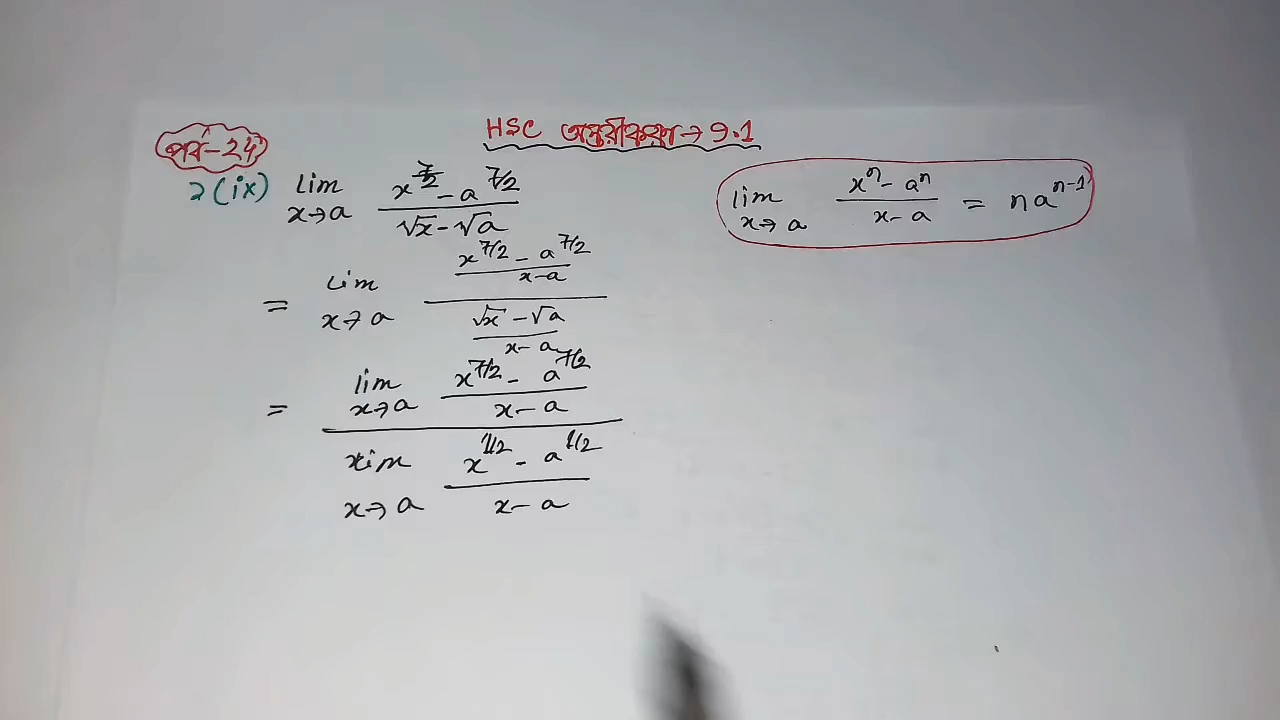 HSC অন্তরীকরণ → 9.1
পর্ব-24
2(ix) lim x→a (x^7/2 - a^7/2)/(√x - √a)
lim x→a (x^n - a^n)/(x-a) = na^n-1
= lim x→a ((x^7/2 - a^7/2)/(x-a))/((√x - √a)/(x-a))
= (lim x→a (x^7/2 - a^7/2)/(x-a))/(lim x→a (x^1/2 - a^1/2)/(x-a))